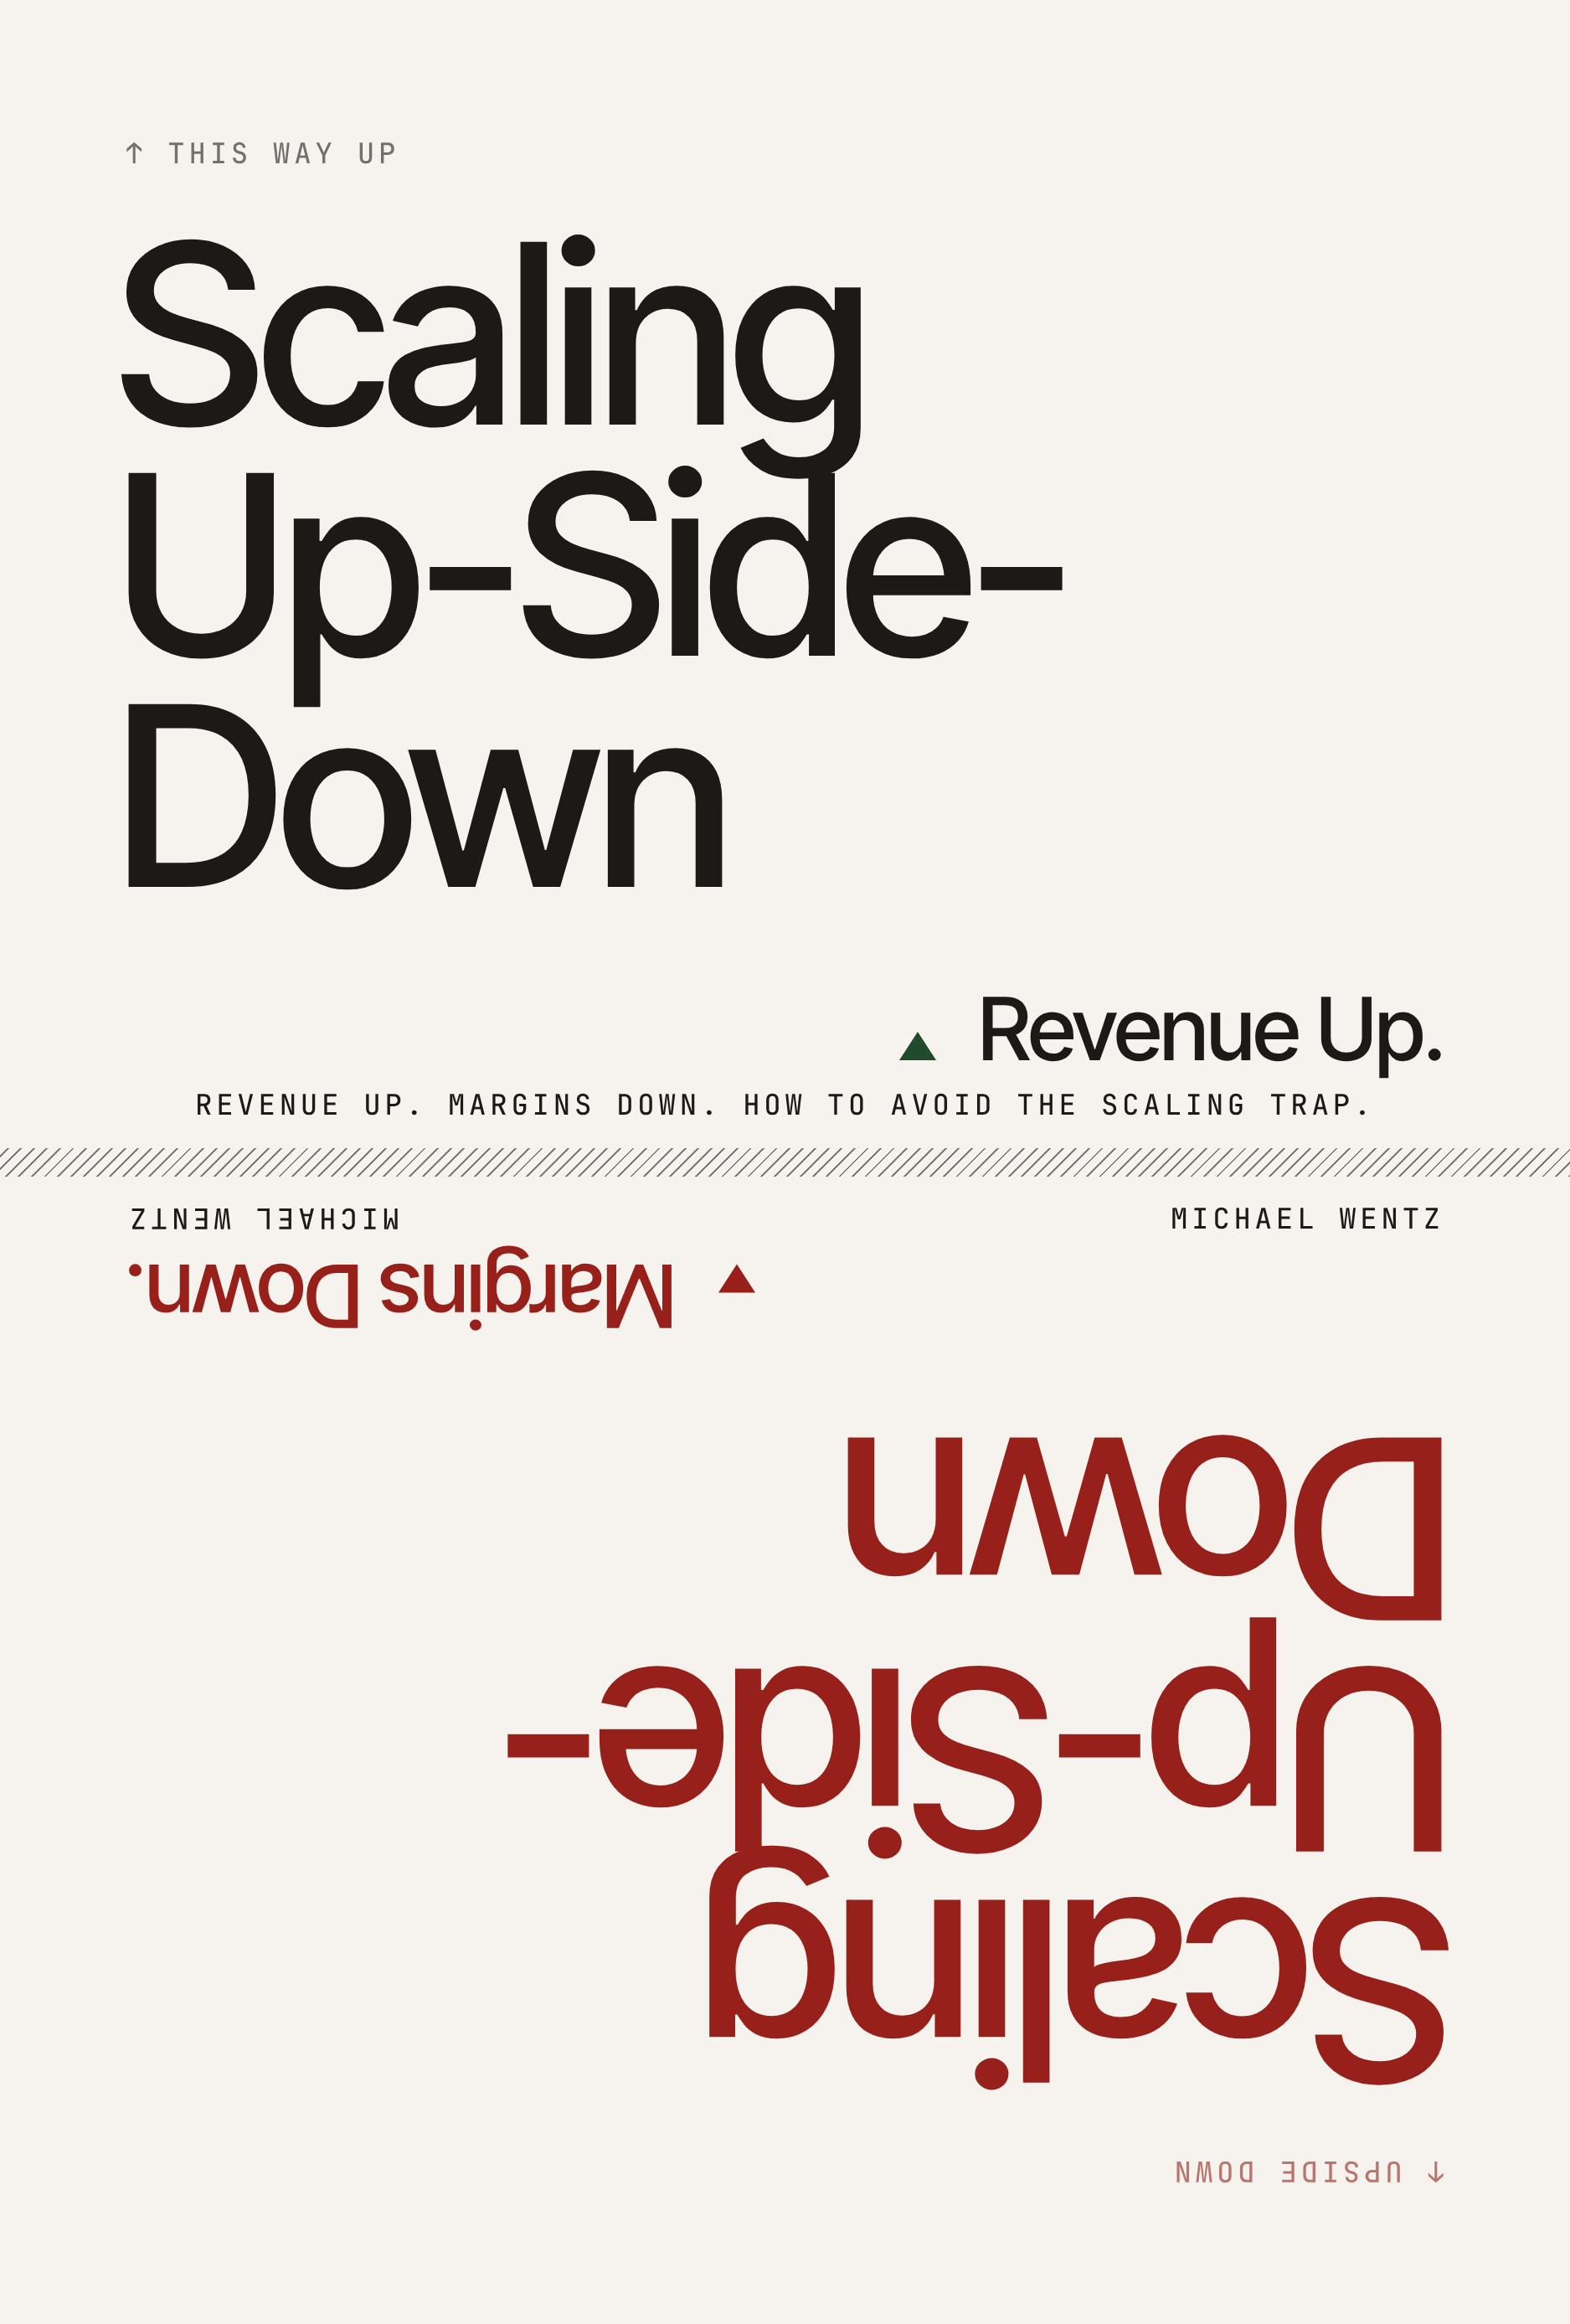 ↑ THIS WAY UP
Scaling
Up-Side-
Down
▲ Revenue Up.
REVENUE UP. MARGINS DOWN. HOW TO AVOID THE SCALING TRAP.
MICHAEL WENTZ
MICHAEL WENTZ
Margins Down. ▲
Down
Up-Side-
Scaling
↑ UPSIDE DOWN